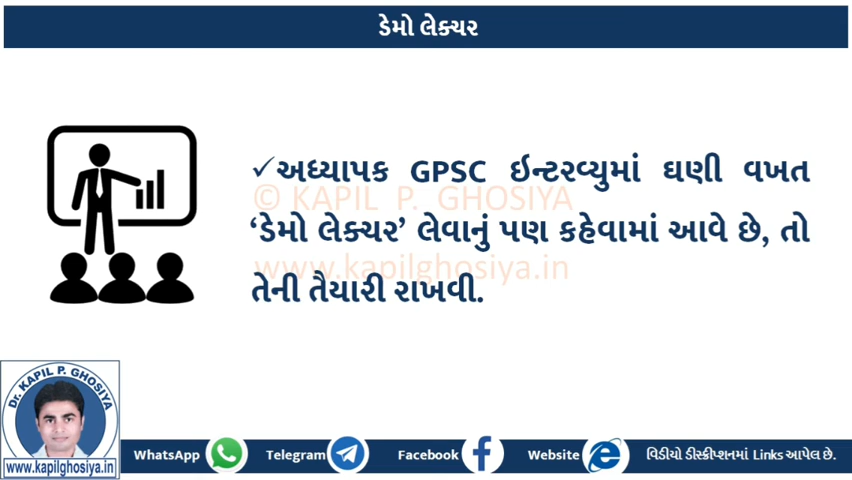 ડેમો લેક્ચર
✓અધ્યાપક GPSC ઇન્ટરવ્યુમાં ઘણી વખત
© KAPIL P. GHOSIYA
‘ડેમો લેક્ચર’ લેવાનું પણ કહેવામાં આવે છે, તો
www.kapilghosiya.in
તેની તૈયારી રાખવી.
Dr. KAPIL P. GHOSIYA
www.kapilghosiya.in
WhatsApp Telegram Facebook Website વિડીયો ડીસ્ક્રીપ્શનમાં Links આપેલ છે.